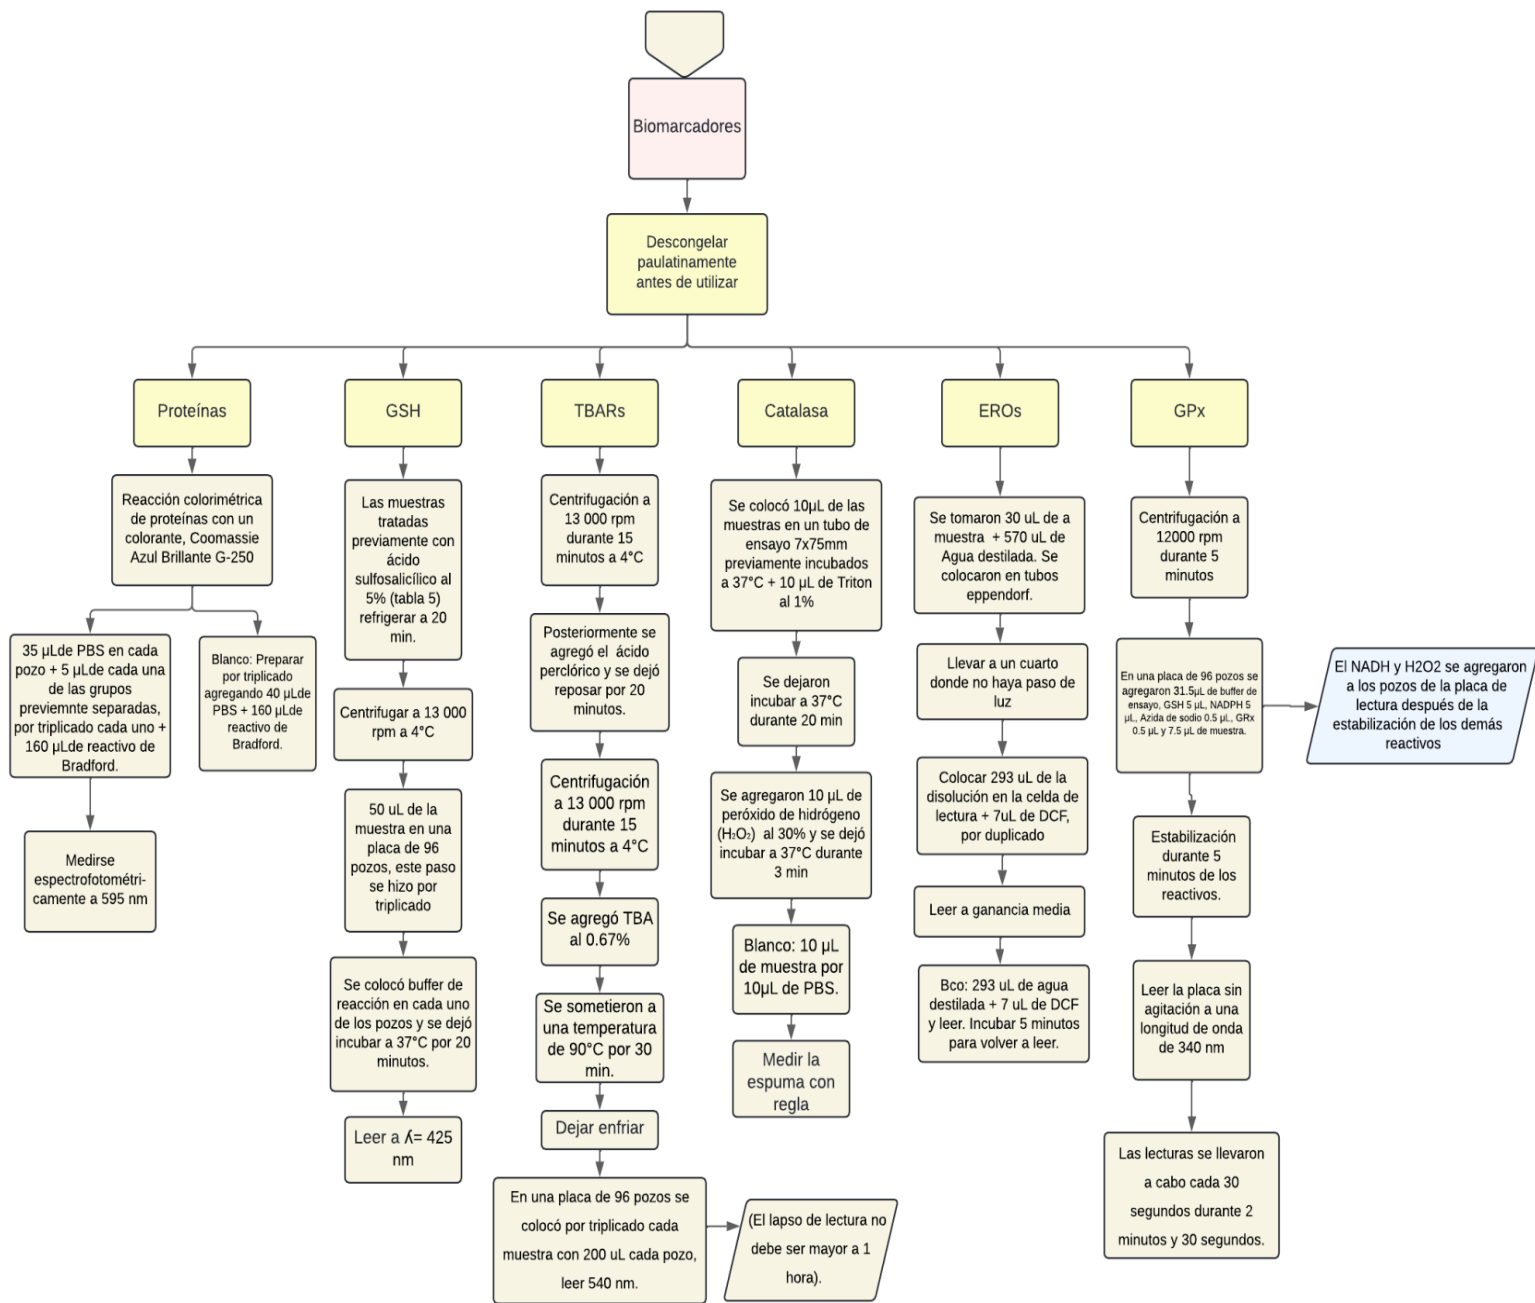 Biomarcadores
Descongelar
paulatinamente
antes de utilizar
Proteínas
Reacción colorimétrica
de proteínas con un
colorante, Coomassie
Azul Brillante G-250
35 µLde PBS en cada
pozo + 5 µLde cada una
de las grupos
previemnte separadas,
por triplicado cada uno +
160 µLde reactivo de
Bradford.
Blanco: Preparar
por triplicado
agregando 40 µLde
PBS + 160 µLde
reactivo de
Bradford.
Medirse
espectrofotométri-
camente a 595 nm
GSH
Las muestras
tratadas
previamente con
ácido
sulfosalicílico al
5% (tabla 5)
refrigerar a 20
min.
Centrifugar a 13 000
rpm a 4°C
50 uL de la
muestra en una
placa de 96
pozos, este paso
se hizo por
triplicado
Se colocó buffer de
reacción en cada uno
de los pozos y se dejó
incubar a 37°C por 20
minutos.
Leer a ʎ= 425
nm
TBARs
Centrifugación a
13 000 rpm
durante 15
minutos a 4°C
Posteriormente se
agregó el ácido
perclórico y se dejó
reposar por 20
minutos.
Centrifugación
a 13 000 rpm
durante 15
minutos a 4°C
Se agregó TBA
al 0.67%
Se sometieron a
una temperatura
de 90°C por 30
min.
Dejar enfriar
En una placa de 96 pozos se
colocó por triplicado cada
muestra con 200 uL cada pozo,
leer 540 nm.
(El lapso de lectura no
debe ser mayor a 1
hora).
Catalasa
Se colocó 10µL de las
muestras en un tubo de
ensayo 7x75mm
previamente incubados
a 37°C + 10 µL de Triton
al 1%
Se dejaron
incubar a 37°C
durante 20 min
Se agregaron 10 µL de
peróxido de hidrógeno
(H₂O₂) al 30% y se dejó
incubar a 37°C durante
3 min
Blanco: 10 µL
de muestra por
10µL de PBS.
Medir la
espuma con
regla
EROs
Se tomaron 30 uL de a
muestra + 570 uL de
Agua destilada. Se
colocaron en tubos
eppendorf.
Llevar a un cuarto
donde no haya paso de
luz
Colocar 293 uL de la
disolución en la celda de
lectura + 7uL de DCF,
por duplicado
Leer a ganancia media
Bco: 293 uL de agua
destilada + 7 uL de DCF
y leer. Incubar 5 minutos
para volver a leer.
GPx
Centrifugación a
12000 rpm
durante 5
minutos
En una placa de 96 pozos se
agregaron 31.5µL de buffer de
ensayo, GSH 5 µL, NADPH 5
µL, Azida de sodio 0.5 µL, GRx
0.5 µL y 7.5 µL de muestra.
El NADH y H2O2 se agregaron
a los pozos de la placa de
lectura después de la
estabilización de los demás
reactivos
Estabilización
durante 5
minutos de los
reactivos.
Leer la placa sin
agitación a una
longitud de onda
de 340 nm
Las lecturas se llevaron
a cabo cada 30
segundos durante 2
minutos y 30 segundos.